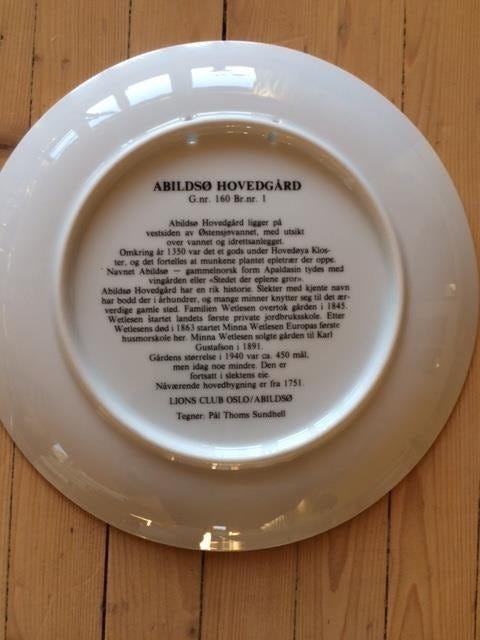 ABILDSØ HOVEDGÅRD
G.nr. 160 Br.nr. 1
Abildsø Hovedgård ligger på
vestsiden av Østensjøvannet, med utsikt
over vannet og idrettsanlegget.
Omkring år 1350 var det et gods under Hovedøya Klos-
ter, og det fortelles at munkene plantet epletrær der oppe.
Navnet Abildsø — gammelnorsk form Apaldasin tydes med
vingården eller «Stedet der eplene gror».
Abildsø Hovedgård har en rik historie. Slekter med kjente navn
har bodd der i århundrer, og mange minner knytter seg til det ær-
verdige gamle sted. Familien Wetlesen overtok gården i 1845.
Wetlesen startet landets første private jordbruksskole. Etter
Wetlesens død i 1863 startet Minna Wetlesen Europas første
husmorskole her. Minna Wetlesen solgte gården til Karl
Gustafson i 1891.
Gårdens størrelse i 1940 var ca. 450 mål,
men idag noe mindre. Den er
fortsatt i slektens eie.
Nåværende hovedbygning er fra 1751.
LIONS CLUB OSLO/ABILDSØ
Tegner: Pål Thoms Sundhell